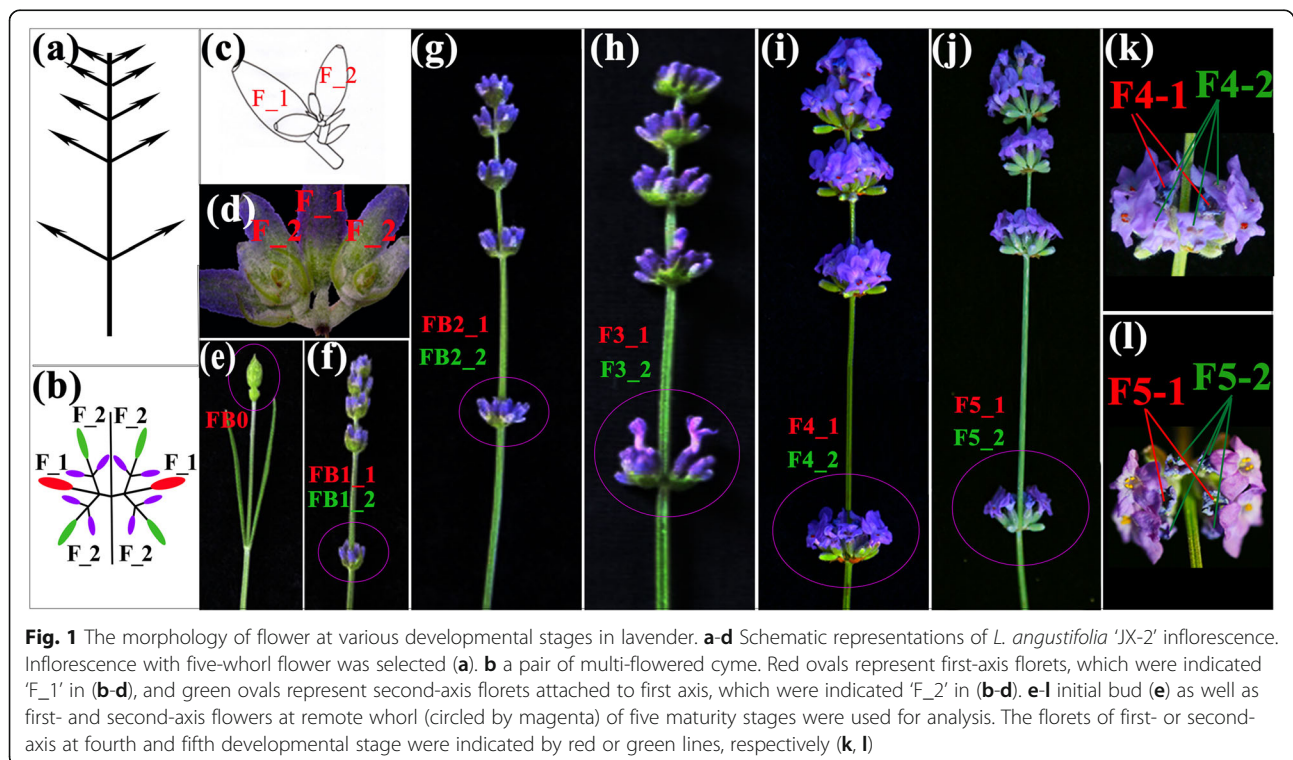 (a)
(c)
F_1
F_2
(d)
F_1
F_2
F_2
(b)
F_2
F_2
F_1
F_1
F_2
F_2
(e)
FB0
(f)
FB1_1
FB1_2
(g)
FB2_1
FB2_2
(h)
F3_1
F3_2
(i)
F4_1
F4_2
(j)
F5_1
F5_2
(k)
F4-1
F4-2
(l)
F5-1
F5-2
Fig. 1 The morphology of flower at various developmental stages in lavender. a-d Schematic representations of L. angustifolia ‘JX-2’ inflorescence.
Inflorescence with five-whorl flower was selected (a). b a pair of multi-flowered cyme. Red ovals represent first-axis florets, which were indicated
‘F_1’ in (b-d), and green ovals represent second-axis florets attached to first axis, which were indicated ‘F_2’ in (b-d). e-l initial bud (e) as well as
first- and second-axis flowers at remote whorl (circled by magenta) of five maturity stages were used for analysis. The florets of first- or second-
axis at fourth and fifth developmental stage were indicated by red or green lines, respectively (k, l)